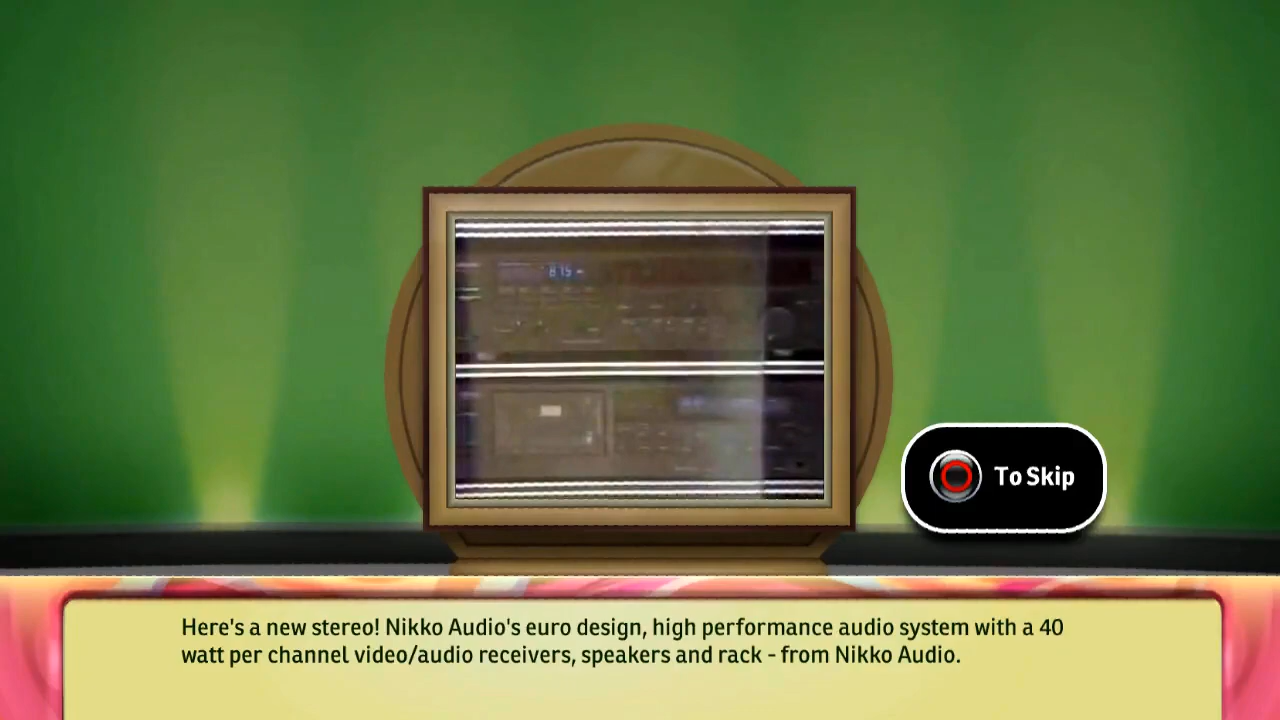 To Skip
Here's a new stereo! Nikko Audio's euro design, high performance audio system with a 40
watt per channel video/audio receivers, speakers and rack - from Nikko Audio.